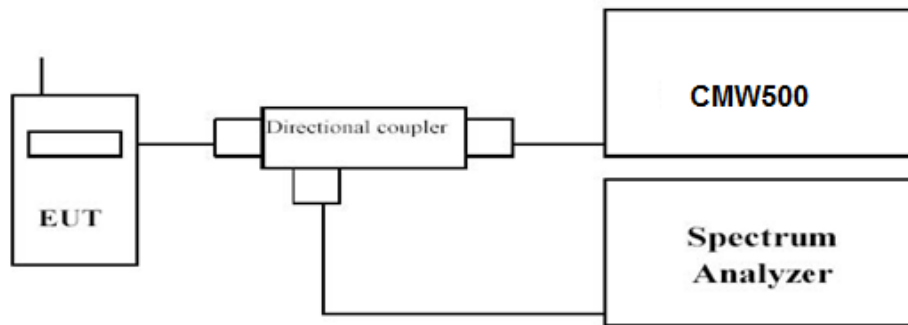 Directional coupler
CMW500
EUT
Spectrum
Analyzer